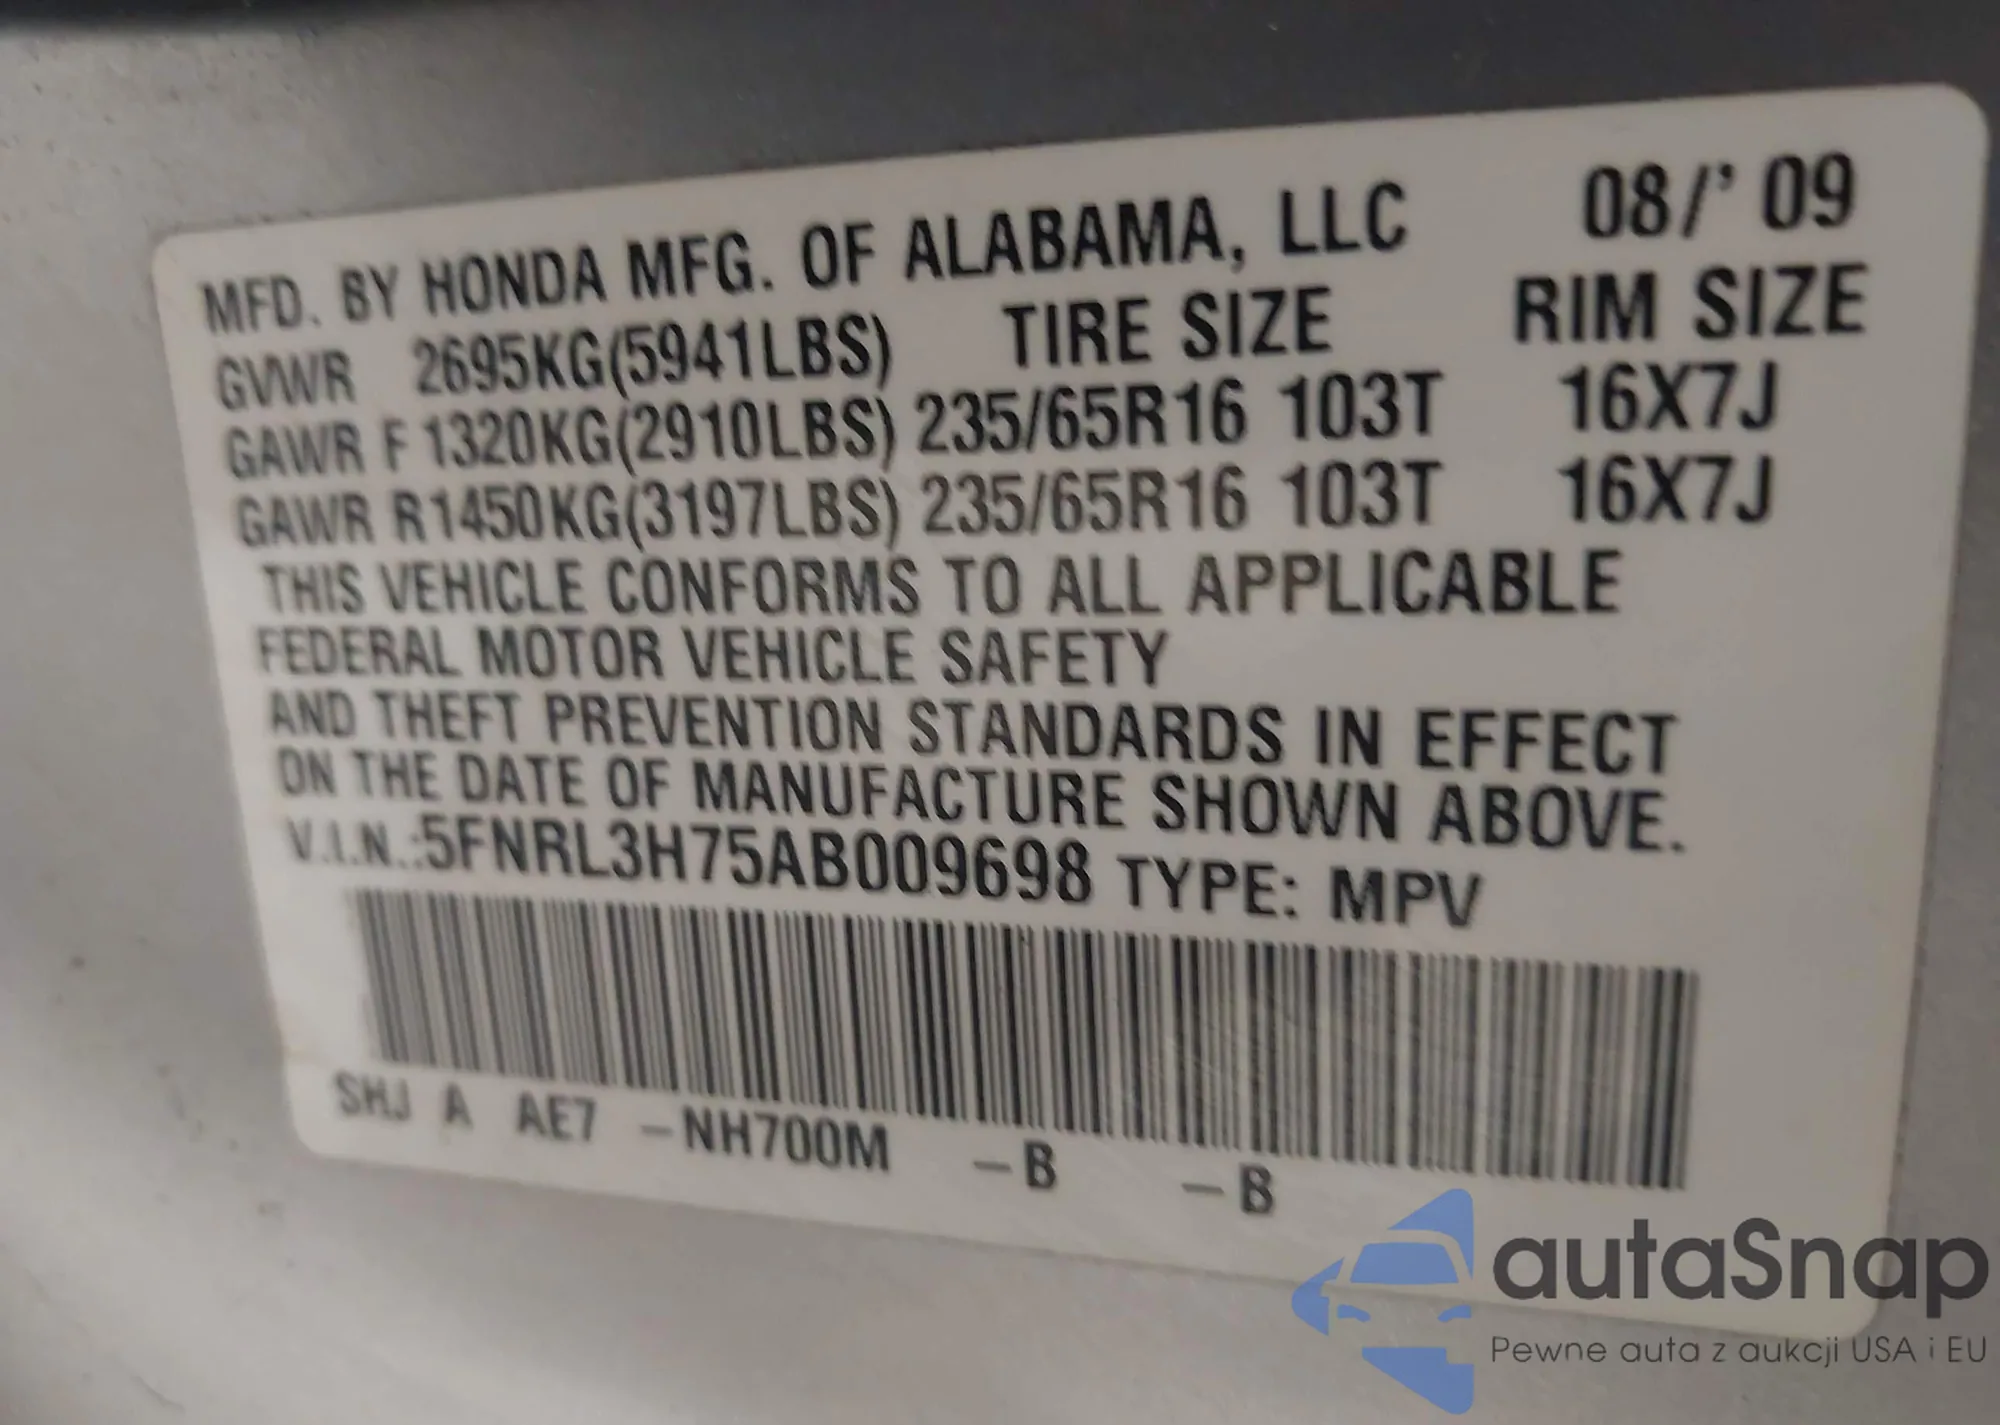 MFD. BY HONDA MFG. OF ALABAMA, LLC 08/'09
GVWR 2695KG(5941LBS) TIRE SIZE RIM SIZE
GAWR F 1320KG(2910LBS) 235/65R16 103T 16X7J
GAWR R1450KG(3197LBS) 235/65R16 103T 16X7J
THIS VEHICLE CONFORMS TO ALL APPLICABLE
FEDERAL MOTOR VEHICLE SAFETY
AND THEFT PREVENTION STANDARDS IN EFFECT
ON THE DATE OF MANUFACTURE SHOWN ABOVE.
V.I.N.:5FNRL3H75AB009698 TYPE: MPV
SHJ A AE7 -NH700M -B -B
autaSnap
Pewne auta z aukcji USA i EU